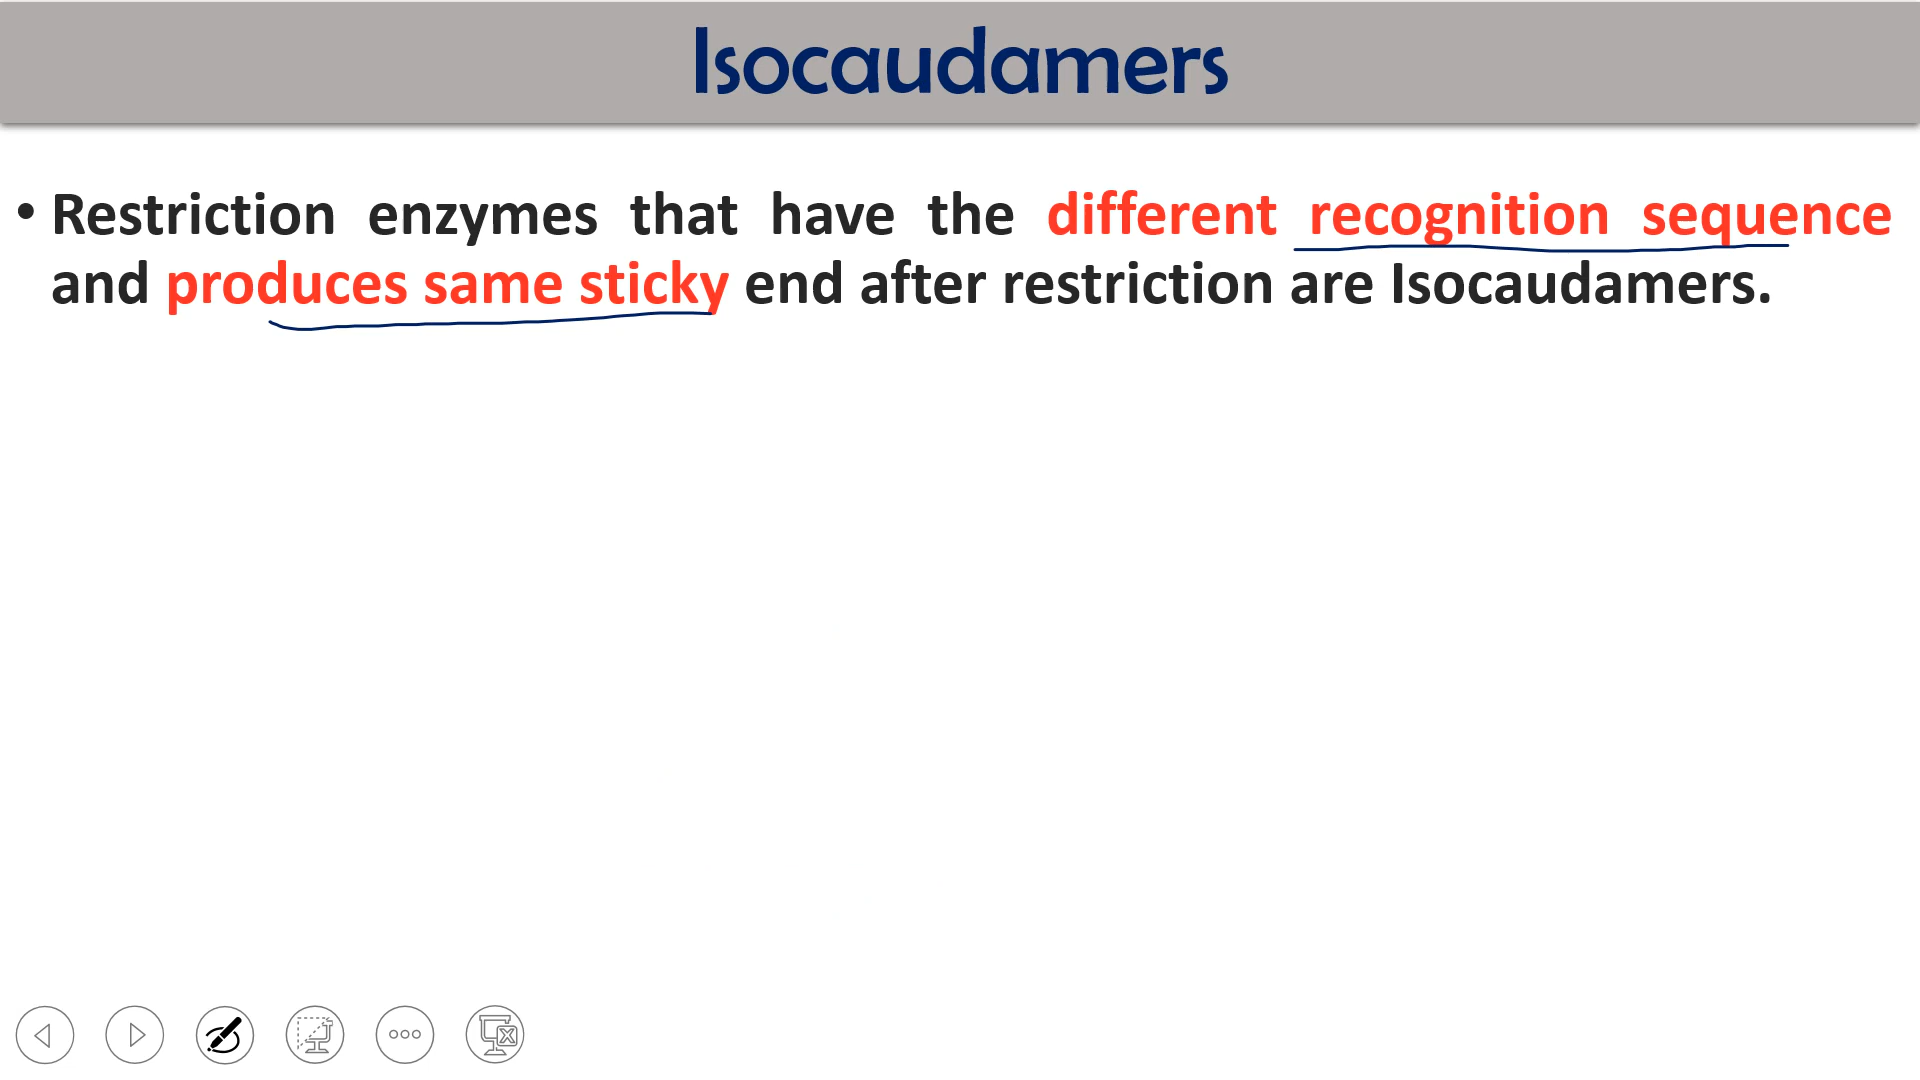 Isocaudamers
• Restriction enzymes that have the different recognition sequence
and produces same sticky end after restriction are Isocaudamers.